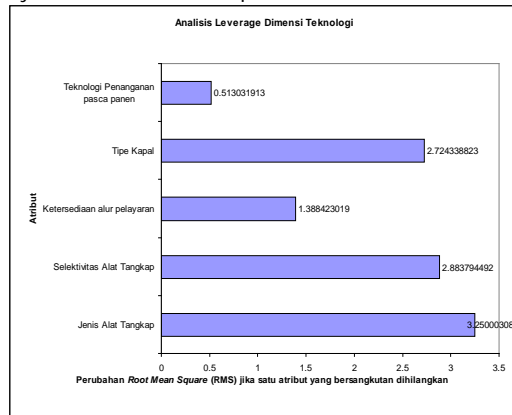 Analisis Leverage Dimensi Teknologi
Teknologi Penanganan
pasca panen
0.513031913
Tipe Kapal
2.724338823
Ketersediaan alur pelayaran
1.388423019
Selektivitas Alat Tangkap
2.883794492
Jenis Alat Tangkap
3.25000308
Atribut
0 0.5 1 1.5 2 2.5 3 3.5
Perubahan Root Mean Square (RMS) jika satu atribut yang bersangkutan dihilangkan